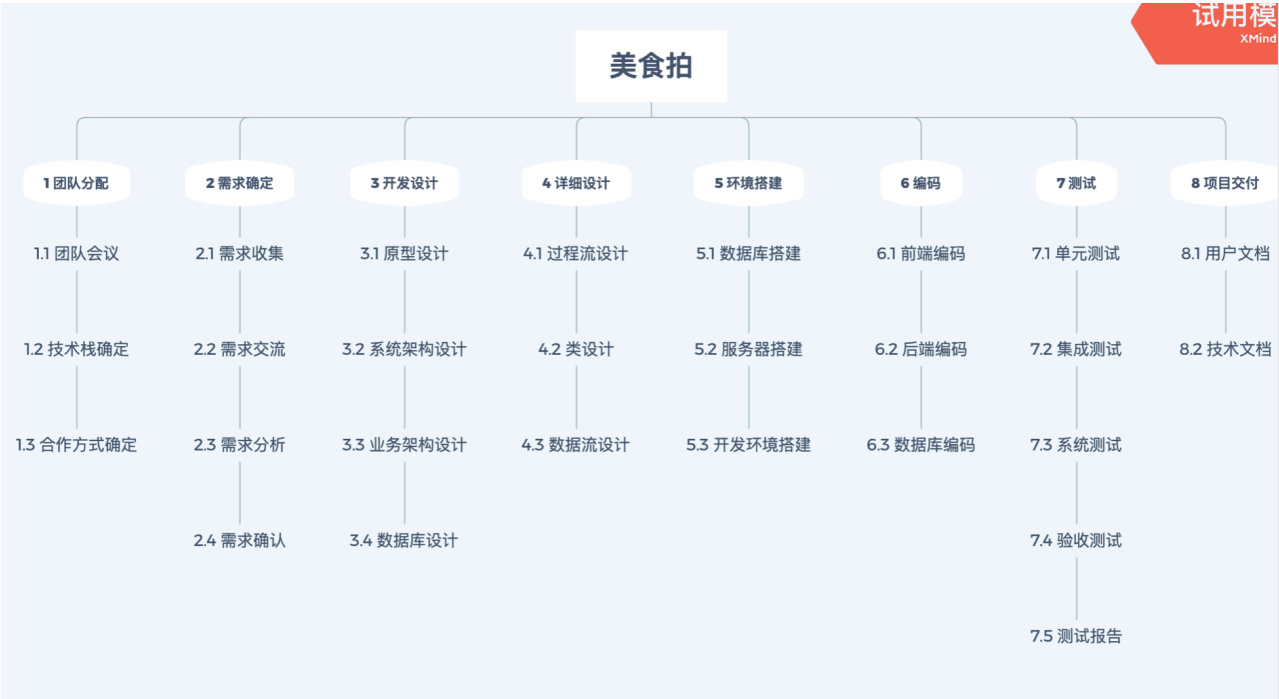 试用模
XMind
美食拍
1 团队分配
2 需求确定
3 开发设计
4 详细设计
5 环境搭建
6 编码
7 测试
8 项目交付
1.1 团队会议
2.1 需求收集
3.1 原型设计
4.1 过程流设计
5.1 数据库搭建
6.1 前端编码
7.1 单元测试
8.1 用户文档
1.2 技术栈确定
2.2 需求交流
3.2 系统架构设计
4.2 类设计
5.2 服务器搭建
6.2 后端编码
7.2 集成测试
8.2 技术文档
1.3 合作方式确定
2.3 需求分析
3.3 业务架构设计
4.3 数据流设计
5.3 开发环境搭建
6.3 数据库编码
7.3 系统测试
2.4 需求确认
3.4 数据库设计
7.4 验收测试
7.5 测试报告